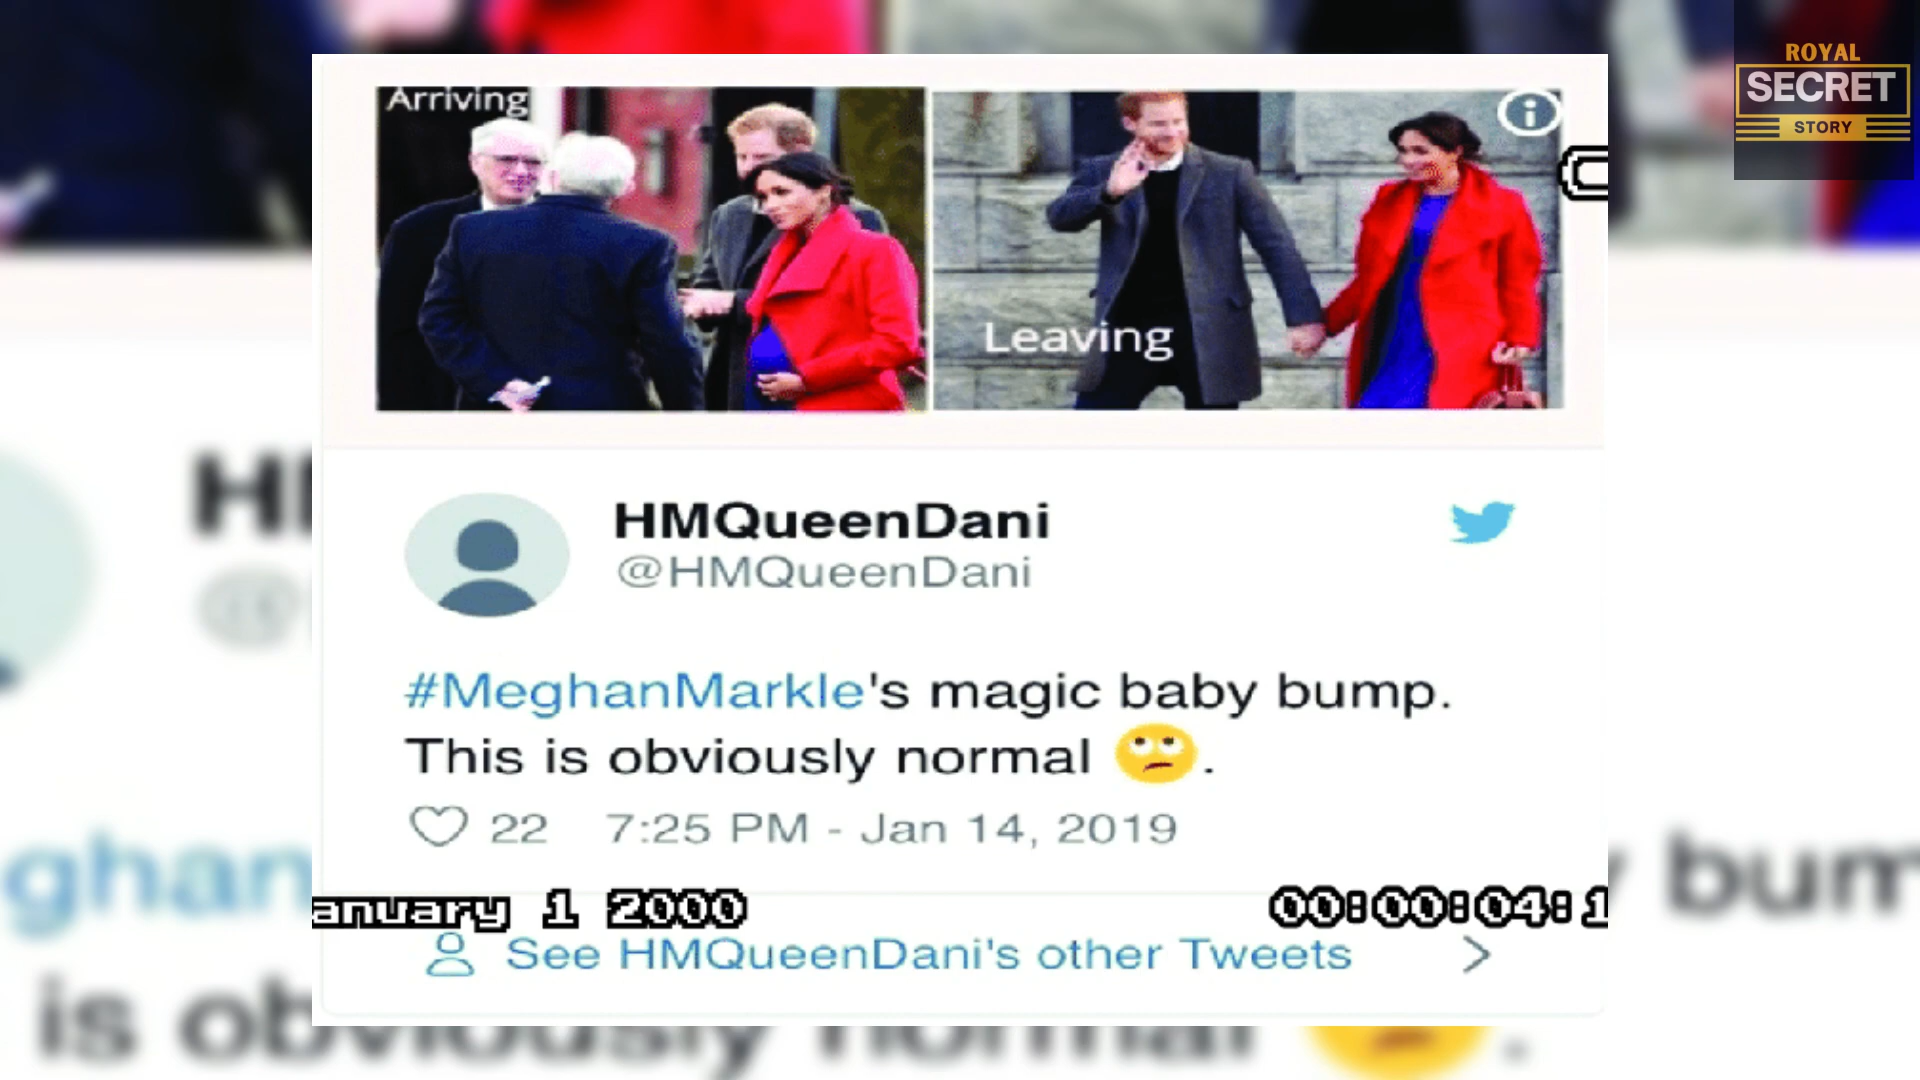 ROYAL
SECRET
STORY
Arriving
Leaving
HMQueenDani
@HMQueenDani
#MeghanMarkle's magic baby bump.
This is obviously normal 🙄.
22 7:25 PM - Jan 14, 2019
anuary 1 2000 00:00:04:1
See HMQueenDani's other Tweets